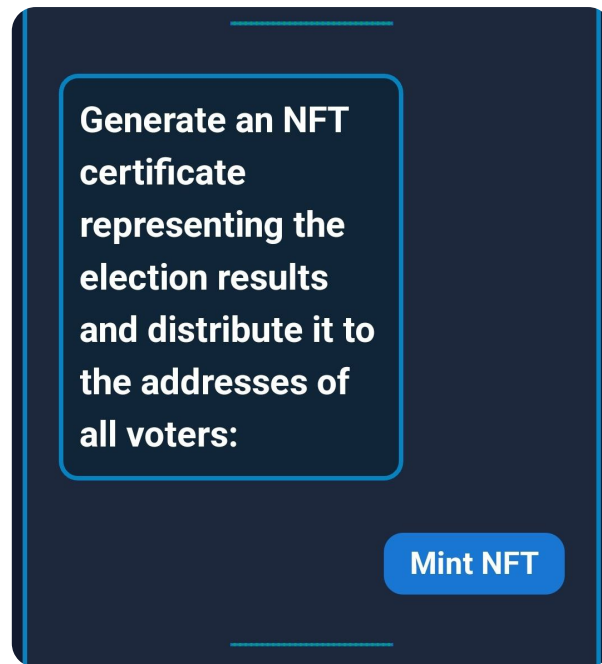 Generate an NFT
certificate
representing the
election results
and distribute it to
the addresses of
all voters:
Mint NFT